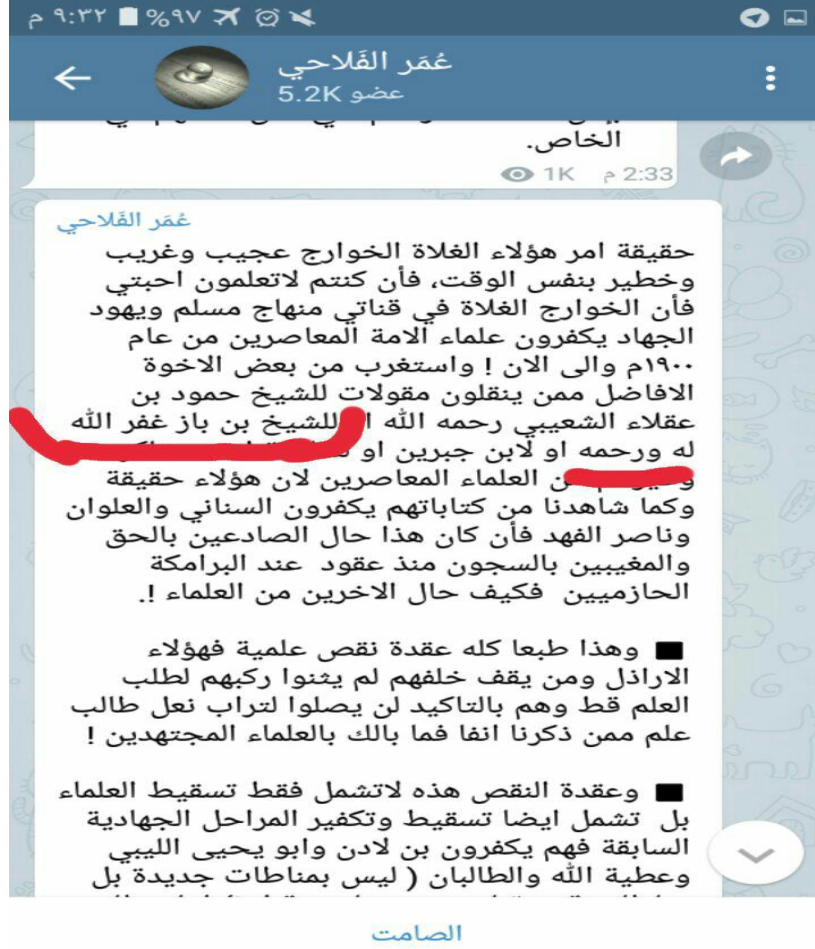 ٩:٣٢ م %٩٧
عُمَر الفَلاحي
5.2K عضو
الخاص.
1K 2:33 م
عُمَر الفَلاحي
حقيقة امر هؤلاء الغلاة الخوارج عجيب وغريب
وخطير بنفس الوقت، فأن كنتم لاتعلمون احبتي
فأن الخوارج الغلاة في قناتي منهاج مسلم ويهود
الجهاد يكفرون علماء الامة المعاصرين من عام
١٩٠٠م والى الان ! واستغرب من بعض الاخوة
الافاضل ممن ينقلون مقولات للشيخ حمود بن
عقلاء الشعيبي رحمه الله للشيخ بن باز غفر الله
له ورحمه او لابن جبرين او
العلماء المعاصرين لان هؤلاء حقيقة
وكما شاهدنا من كتاباتهم يكفرون السناني والعلوان
وناصر الفهد فأن كان هذا حال الصادعين بالحق
والمغيبين بالسجون منذ عقود عند البرامكة
الحازميين فكيف حال الاخرين من العلماء !.
■ وهذا طبعا كله عقدة نقص علمية فهؤلاء
الاراذل ومن يقف خلفهم لم يثنوا ركبهم لطلب
العلم قط وهم بالتاكيد لن يصلوا لتراب نعل طالب
علم ممن ذكرنا انفا فما بالك بالعلماء المجتهدين !
■ وعقدة النقص هذه لاتشمل فقط تسقيط العلماء
بل تشمل ايضا تسقيط وتكفير المراحل الجهادية
السابقة فهم يكفرون بن لادن وابو يحيى الليبي
وعطية الله والطالبان ( ليس بمناطات جديدة بل
الصامت